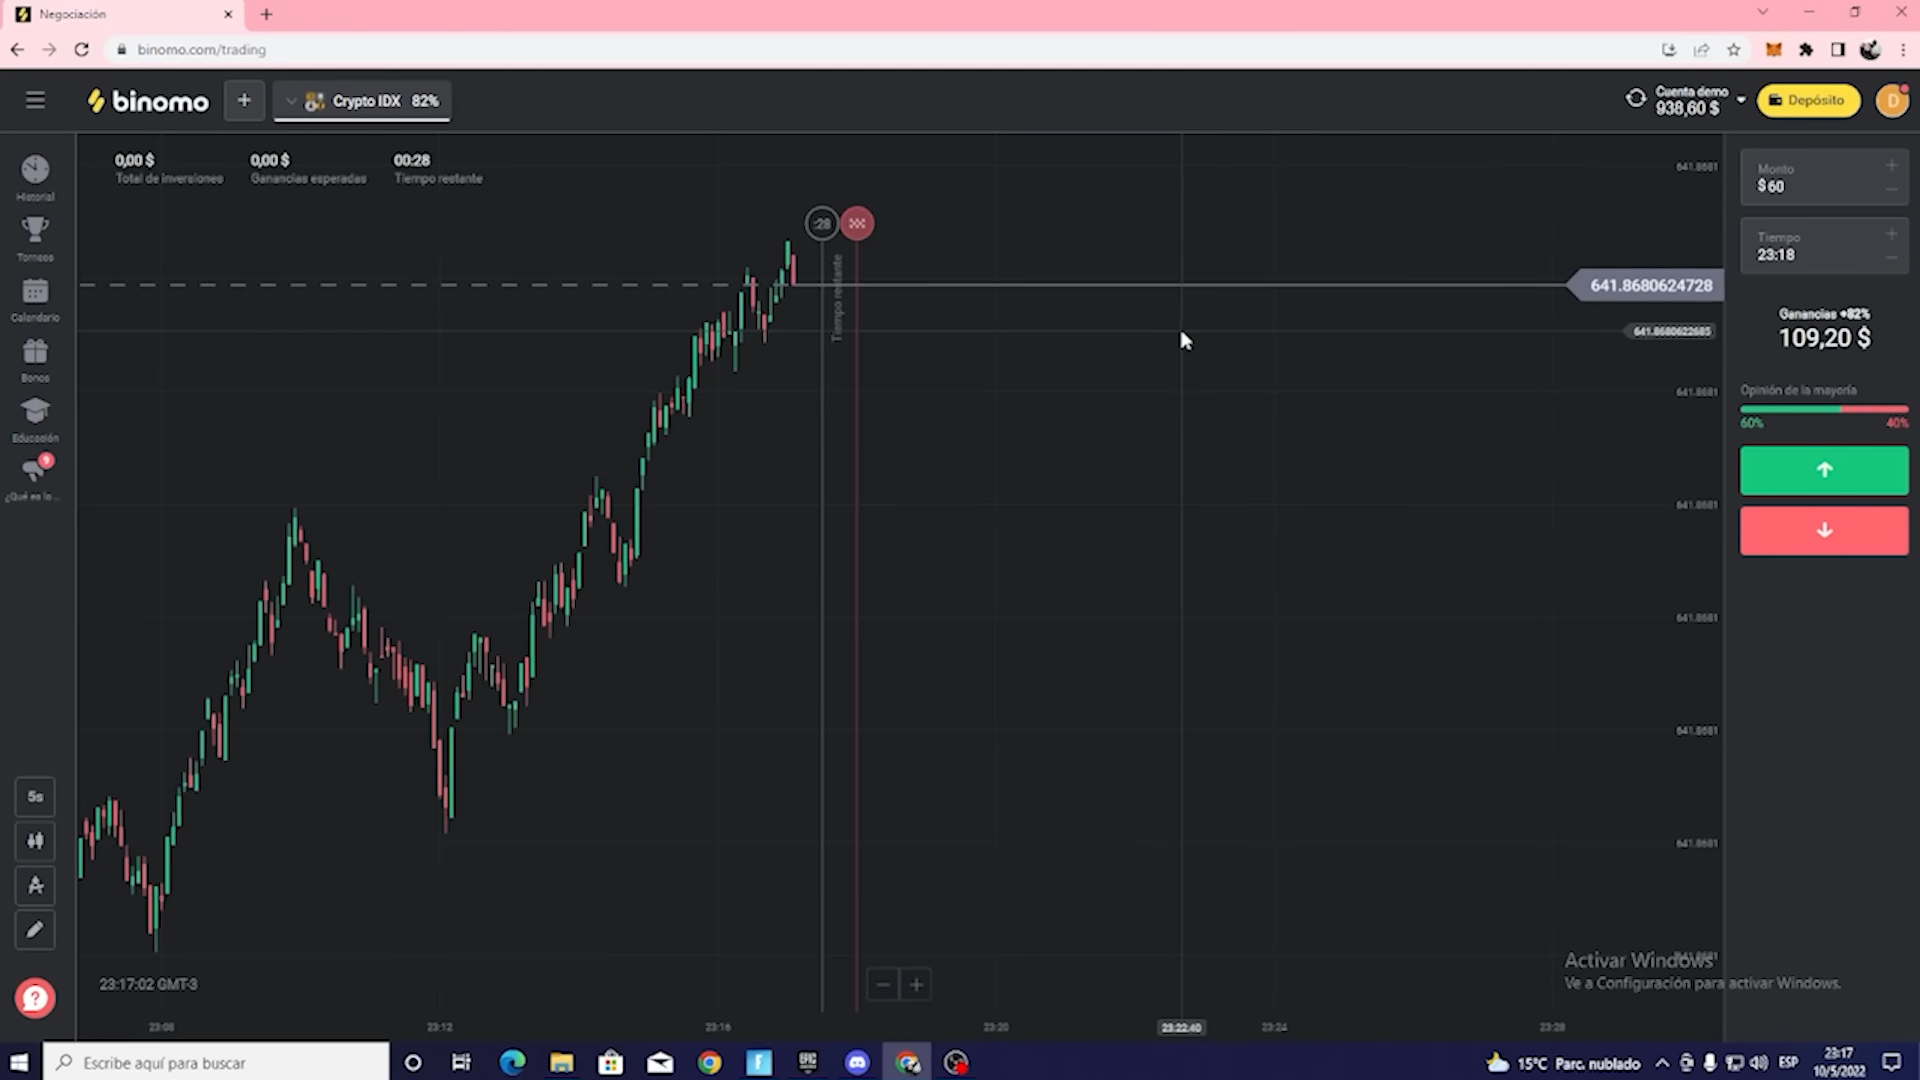 Negociación
binomo.com/trading
binomo
Crypto IDX 82%
Cuenta demo
938,60 $
Depósito
D
0,00 $
Total de inversiones
0,00 $
Ganancias esperadas
00:28
Tiempo restante
:28
Tiempo restante
Historial
Torneos
Calendario
Bonos
Educación
9
¿Qué es lo ...
5s
641.8681
641.8680624728
641.8680622685
641.8681
641.8681
641.8681
641.8681
641.8681
Monto
$ 60
Tiempo
23:18
Ganancias +82%
109,20 $
Opinión de la mayoría
60%
40%
Activar Windows
Ve a Configuración para activar Windows.
23:17:02 GMT-3
23:08
23:12
23:16
23:20
23:22:40
23:24
23:28
Escribe aquí para buscar
EPIC
15°C Parc. nublado
ESP
23:17
10/5/2022